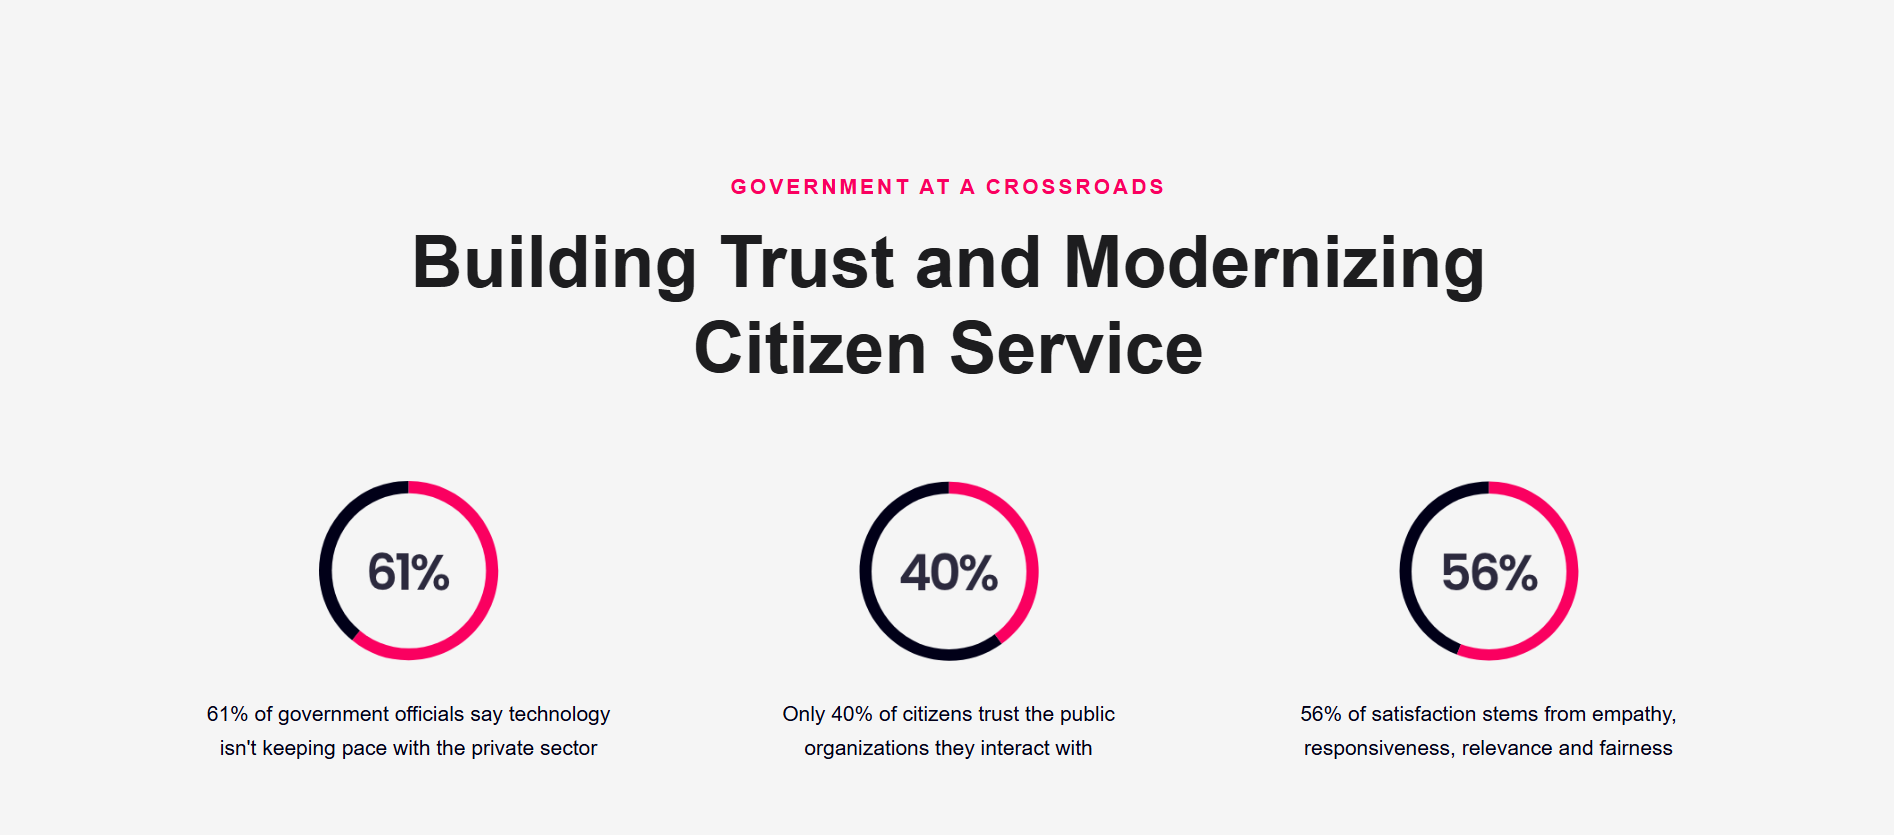 GOVERNMENT AT A CROSSROADS
Building Trust and Modernizing
Citizen Service
61%
40%
56%
61% of government officials say technology
isn't keeping pace with the private sector
Only 40% of citizens trust the public
organizations they interact with
56% of satisfaction stems from empathy,
responsiveness, relevance and fairness